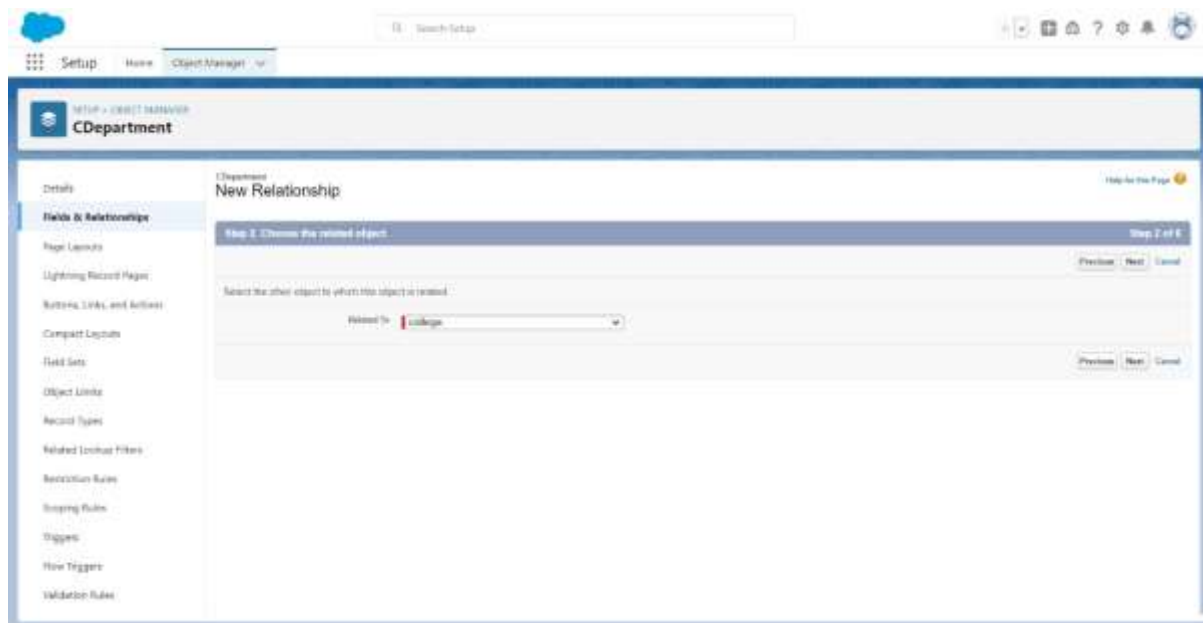 Search Setup
Setup
Home
Object Manager
SETUP > OBJECT MANAGER
CDepartment
Details
Fields & Relationships
Page Layouts
Lightning Record Pages
Buttons, Links, and Actions
Compact Layouts
Field Sets
Object Limits
Record Types
Related Lookup Filters
Restriction Rules
Scoping Rules
Triggers
Flow Triggers
Validation Rules
CDepartment
New Relationship
Help for this Page
Step 2. Choose the related object
Step 2 of 6
Previous Next Cancel
Select the other object to which this object is related.
Related To college
Previous Next Cancel